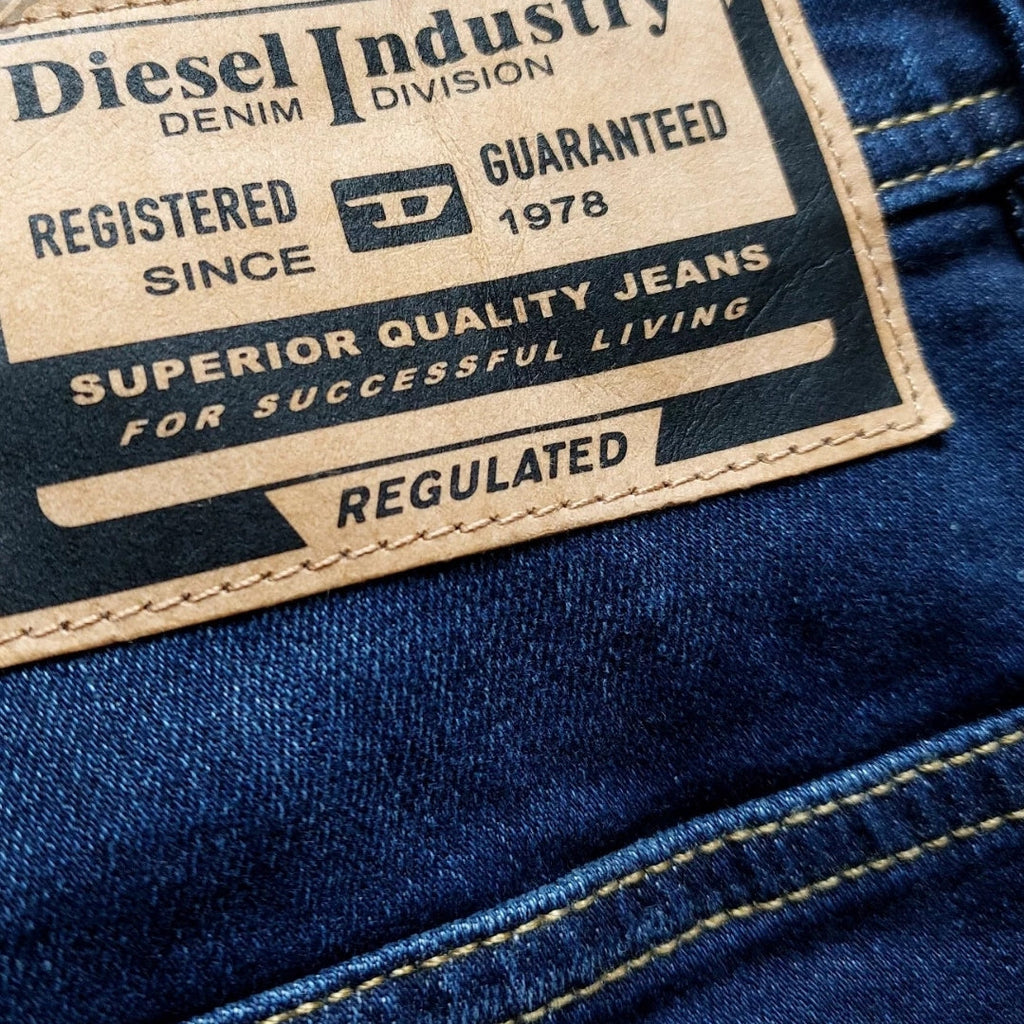 Diesel Industry
DENIM DIVISION
REGISTERED GUARANTEED
SINCE 1978
D
SUPERIOR QUALITY JEANS
FOR SUCCESSFUL LIVING
REGULATED